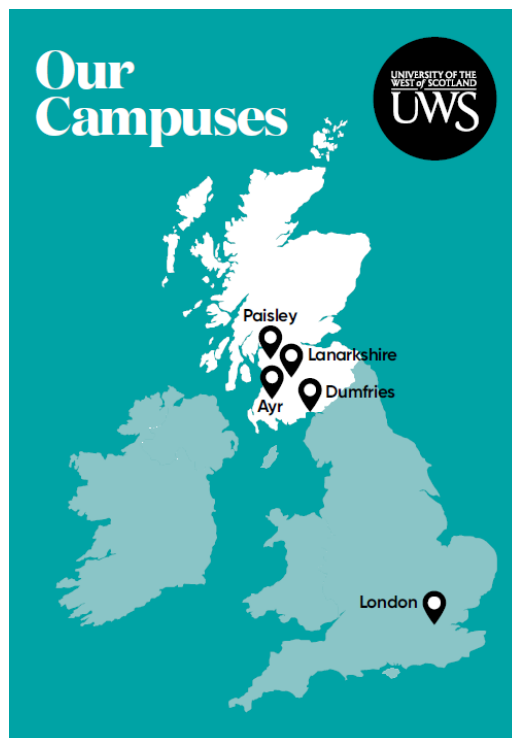 Our
Campuses
UNIVERSITY OF THE
WEST of SCOTLAND
UWS
Paisley
Lanarkshire
Ayr
Dumfries
London